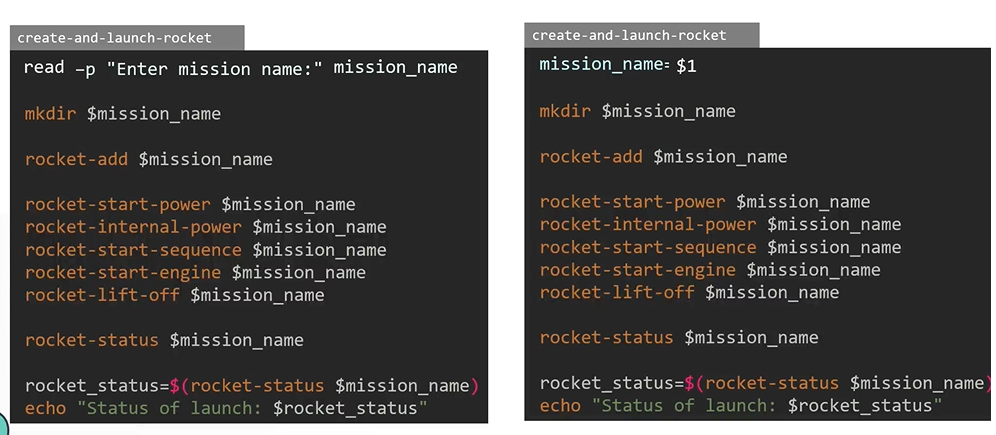 create-and-launch-rocket
read –p "Enter mission name:" mission_name
mkdir $mission_name
rocket-add $mission_name
rocket-start-power $mission_name
rocket-internal-power $mission_name
rocket-start-sequence $mission_name
rocket-start-engine $mission_name
rocket-lift-off $mission_name
rocket-status $mission_name
rocket_status=$(rocket-status $mission_name)
echo "Status of launch: $rocket_status"
create-and-launch-rocket
mission_name= $1
mkdir $mission_name
rocket-add $mission_name
rocket-start-power $mission_name
rocket-internal-power $mission_name
rocket-start-sequence $mission_name
rocket-start-engine $mission_name
rocket-lift-off $mission_name
rocket-status $mission_name
rocket_status=$(rocket-status $mission_name)
echo "Status of launch: $rocket_status"